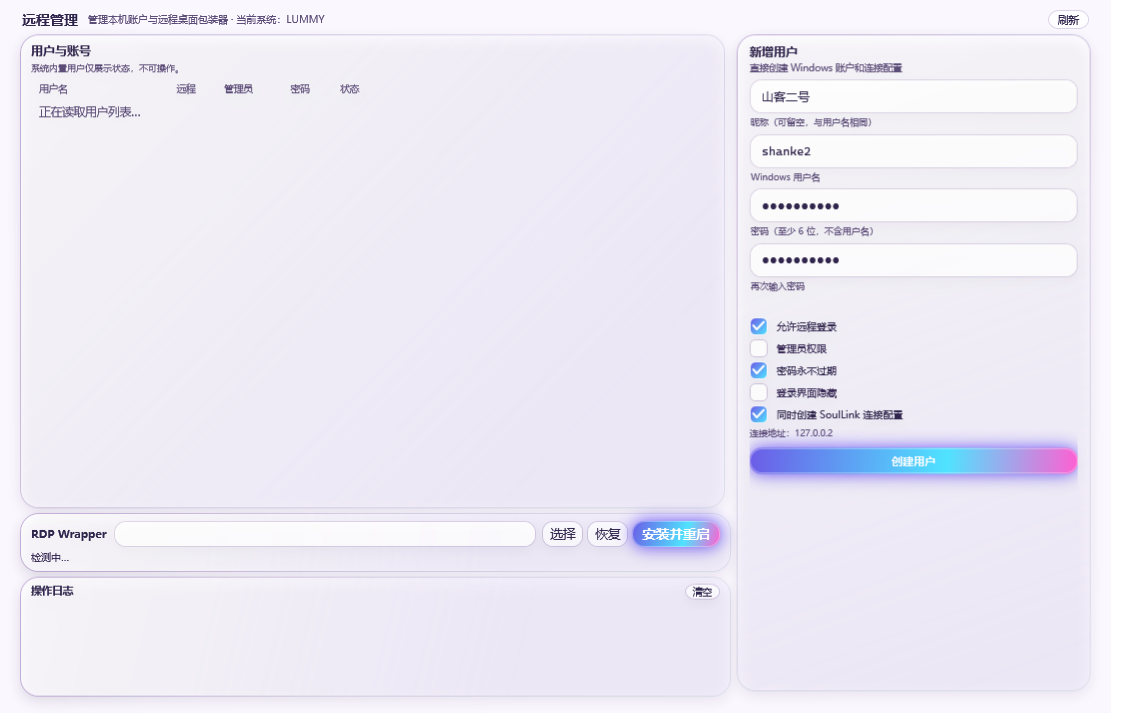 远程管理 管理本机账户与远程桌面包装器 · 当前系统：LUMMY 刷新
用户与账号
系统内置用户仅展示状态，不可操作。
用户名 远程 管理员 密码 状态
正在读取用户列表...
RDP Wrapper 选择 恢复 安装并重启
检测中...
操作日志 清空
新增用户
直接创建 Windows 账户和连接配置
山客二号
昵称（可留空，与用户名相同）
shanke2
Windows 用户名
●●●●●●●●●●
密码（至少 6 位，不含用户名）
●●●●●●●●●●
再次输入密码
允许远程登录
管理员权限
密码永不过期
登录界面隐藏
同时创建 SoulLink 连接配置
连接地址：127.0.0.2
创建用户